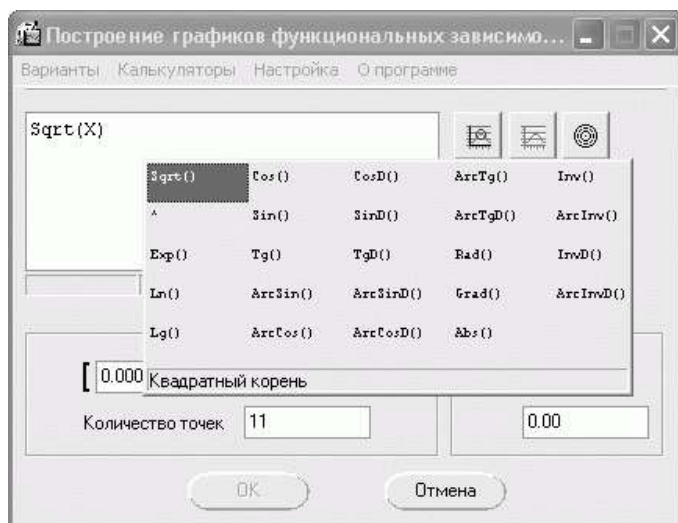 Построение графиков функциональных зависимо...
Варианты Калькуляторы Настройка О программе
Sqrt(X)
Sqrt() Cos() CosD() ArcTg() Inv()
^ Sin() SinD() ArcTgD() ArcInv()
Exp() Tg() TgD() Rad() InvD()
Ln() ArcSin() ArcSinD() Grad() ArcInvD()
Lg() ArcCos() ArcCosD() Abs()
[ 0.000
Квадратный корень
Количество точек 11 0.00
OK Отмена